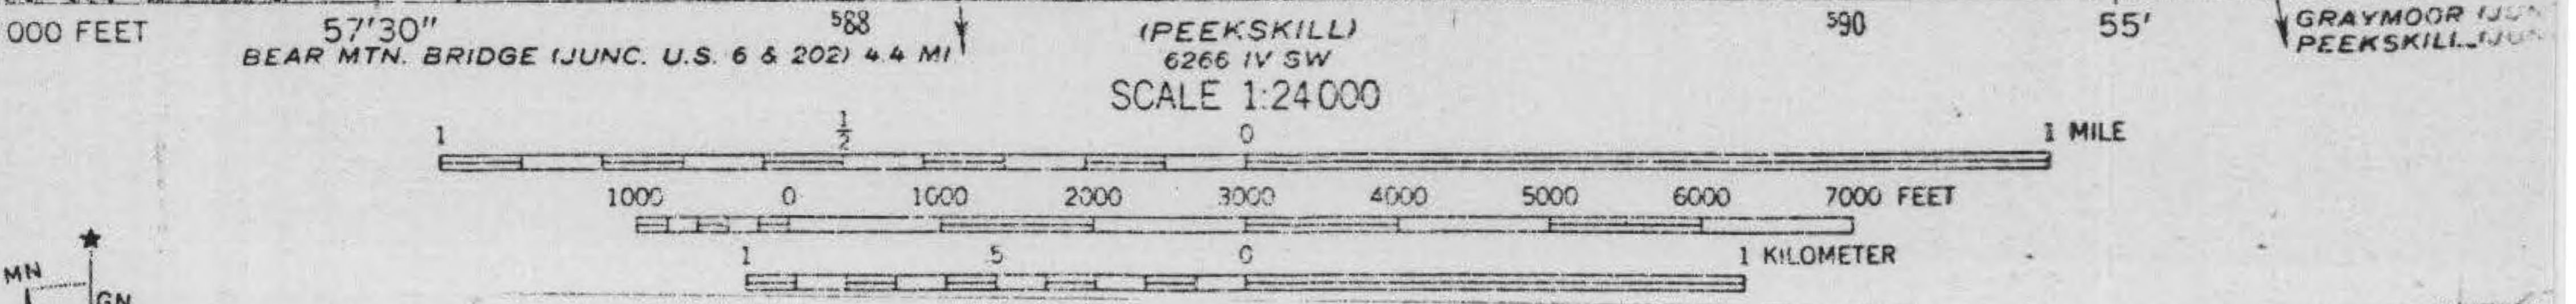 000 FEET 57'30" 588 (PEEKSKILL) 590 55' GRAYMOOR
BEAR MTN. BRIDGE (JUNC. U.S. 6 & 202) 4.4 MI 6266 IV SW PEEKSKILL
SCALE 1:24000
1 1/2 0 1 MILE
1000 0 1000 2000 3000 4000 5000 6000 7000 FEET
1 .5 0 1 KILOMETER
MN
GN